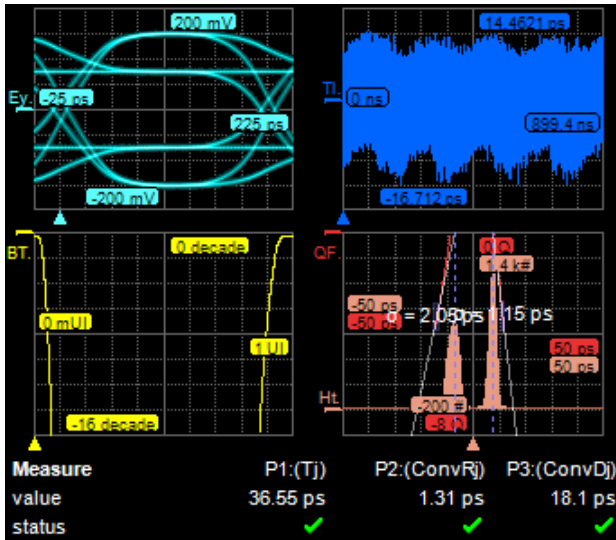 200 mV
Ey.
-25 ps
225 ps
-200 mV
14.4621 ps
TI.
0 ns
899.4 ns
-16.712 ps
BT.
0 decade
0 mUI
1 UI
-16 decade
QF.
0 Q
1.4 k#
-50 ps
-50 ps
σ = 2.05 ps
1.15 ps
50 ps
50 ps
Ht.
-200 #
-8 Q
Measure P1:(Tj) P2:(ConvRj) P3:(ConvDj)
value 36.55 ps 1.31 ps 18.1 ps
status